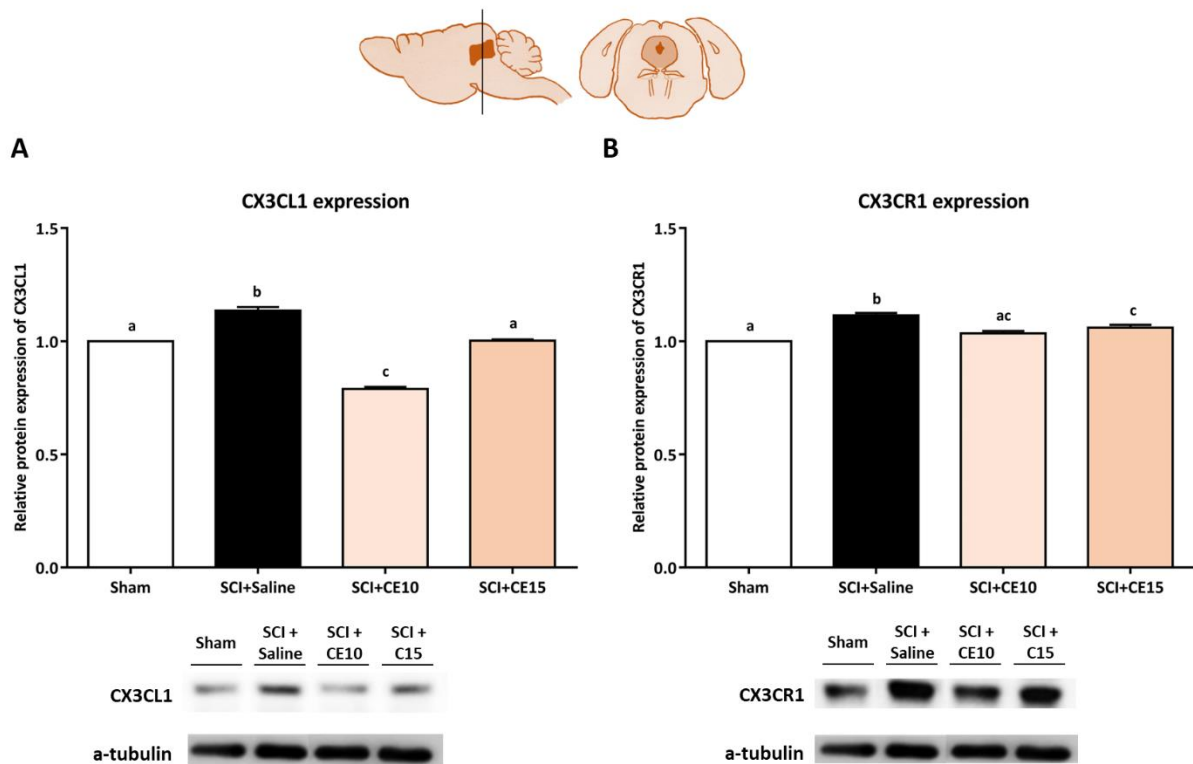 A
CX3CL1 expression
Relative protein expression of CX3CL1
1.5
1.0
0.5
0.0
a
b
c
a
Sham
SCI+Saline
SCI+CE10
SCI+CE15
Sham
SCI +
Saline
SCI +
CE10
SCI +
C15
CX3CL1
a-tubulin
B
CX3CR1 expression
Relative protein expression of CX3CR1
1.5
1.0
0.5
0.0
a
b
ac
c
Sham
SCI+Saline
SCI+CE10
SCI+CE15
Sham
SCI +
Saline
SCI +
CE10
SCI +
C15
CX3CR1
a-tubulin